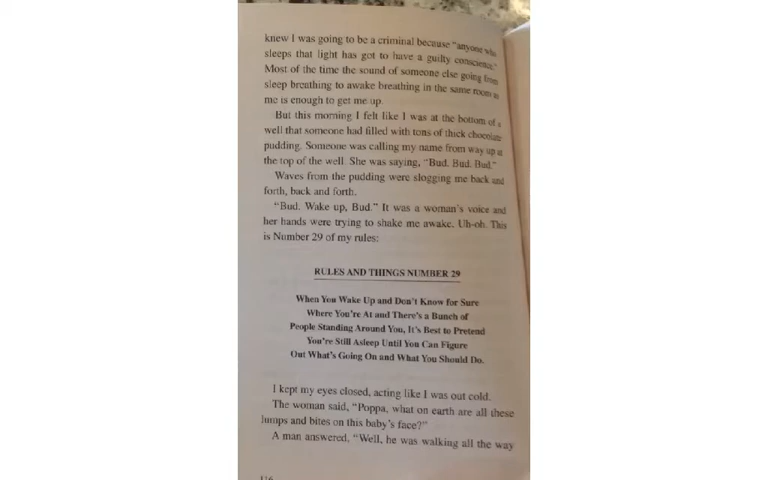 knew I was going to be a criminal because "anyone who
sleeps that light has got to have a guilty conscience."
Most of the time the sound of someone else going from
sleep breathing to awake breathing in the same room as
me is enough to get me up.
But this morning I felt like I was at the bottom of a
well that someone had filled with tons of thick chocolate
pudding. Someone was calling my name from way up at
the top of the well. She was saying, "Bud. Bud. Bud."
Waves from the pudding were slogging me back and
forth, back and forth.
"Bud. Wake up, Bud." It was a woman's voice and
her hands were trying to shake me awake. Uh-oh. This
is Number 29 of my rules:
RULES AND THINGS NUMBER 29
When You Wake Up and Don't Know for Sure
Where You're At and There's a Bunch of
People Standing Around You, It's Best to Pretend
You're Still Asleep Until You Can Figure
Out What's Going On and What You Should Do.
I kept my eyes closed, acting like I was out cold.
The woman said, "Poppa, what on earth are all these
lumps and bites on this baby's face?"
A man answered, "Well, he was walking all the way